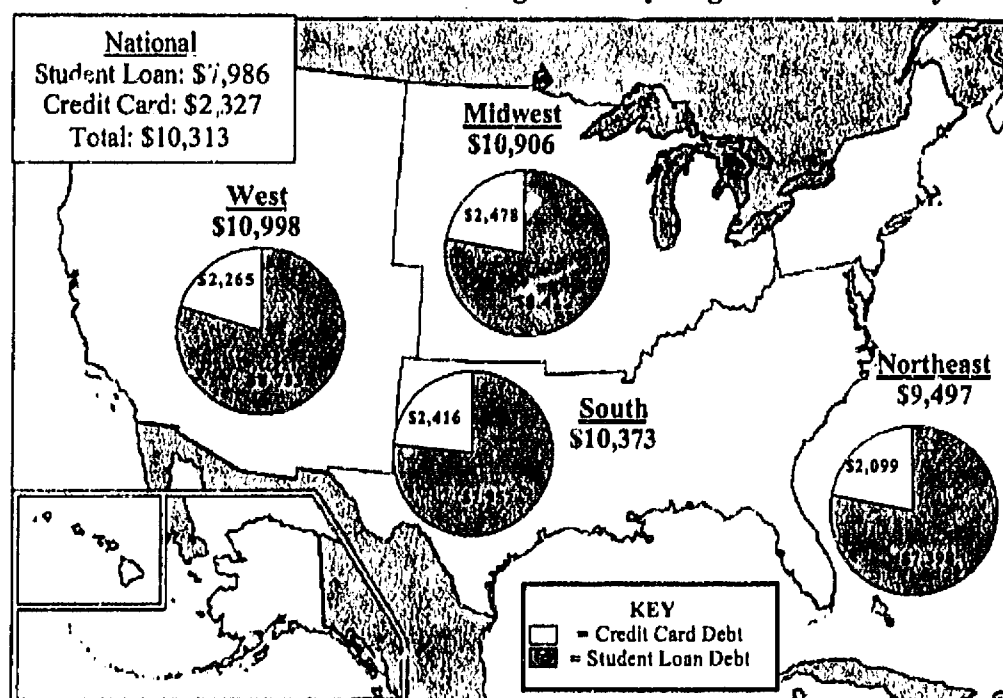 National
Student Loan: $7,986
Credit Card: $2,327
Total: $10,313
Midwest
$10,906
$2,478
West
$10,998
$2,265
South
$10,373
$2,416
Northeast
$9,497
$2,099
KEY
= Credit Card Debt
= Student Loan Debt